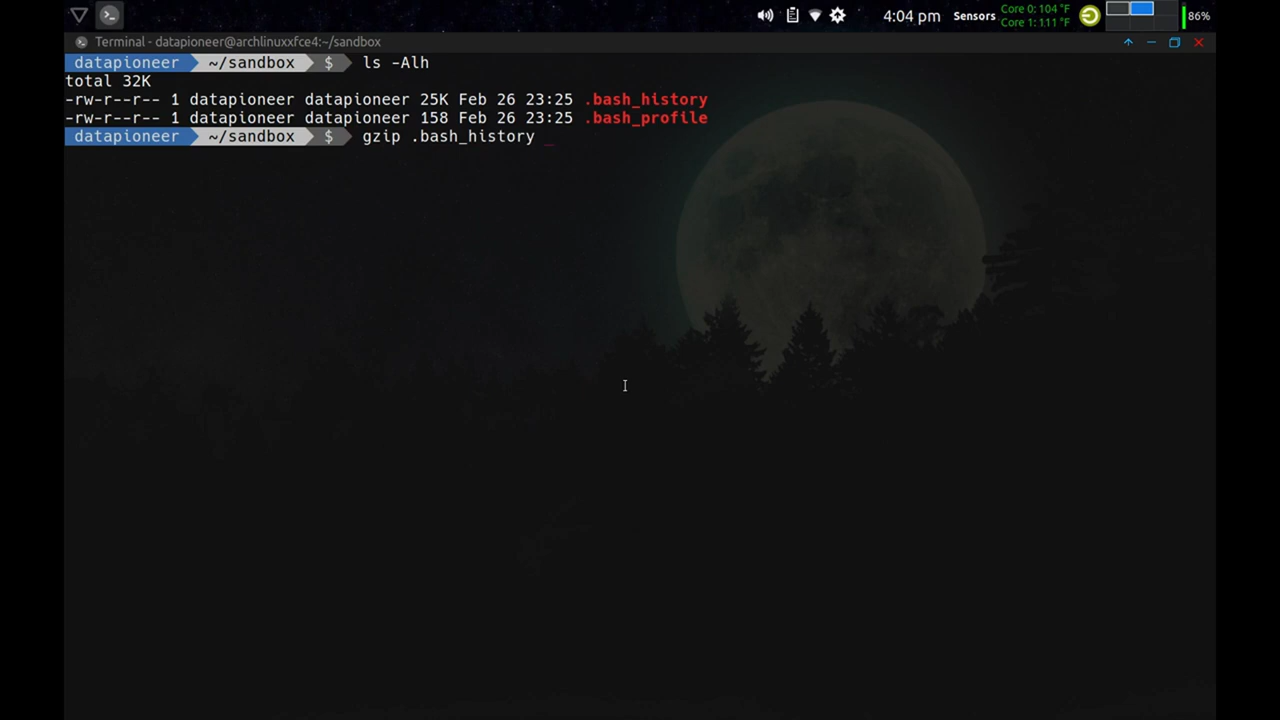 4:04 pm Sensors Core 0: 104 °F 86%
Core 1: 111 °F
Terminal - datapioneer@archlinuxxfce4:~/sandbox
datapioneer ~/sandbox $ ls -Alh
total 32K
-rw-r--r-- 1 datapioneer datapioneer 25K Feb 26 23:25 .bash_history
-rw-r--r-- 1 datapioneer datapioneer 158 Feb 26 23:25 .bash_profile
datapioneer ~/sandbox $ gzip .bash_history _